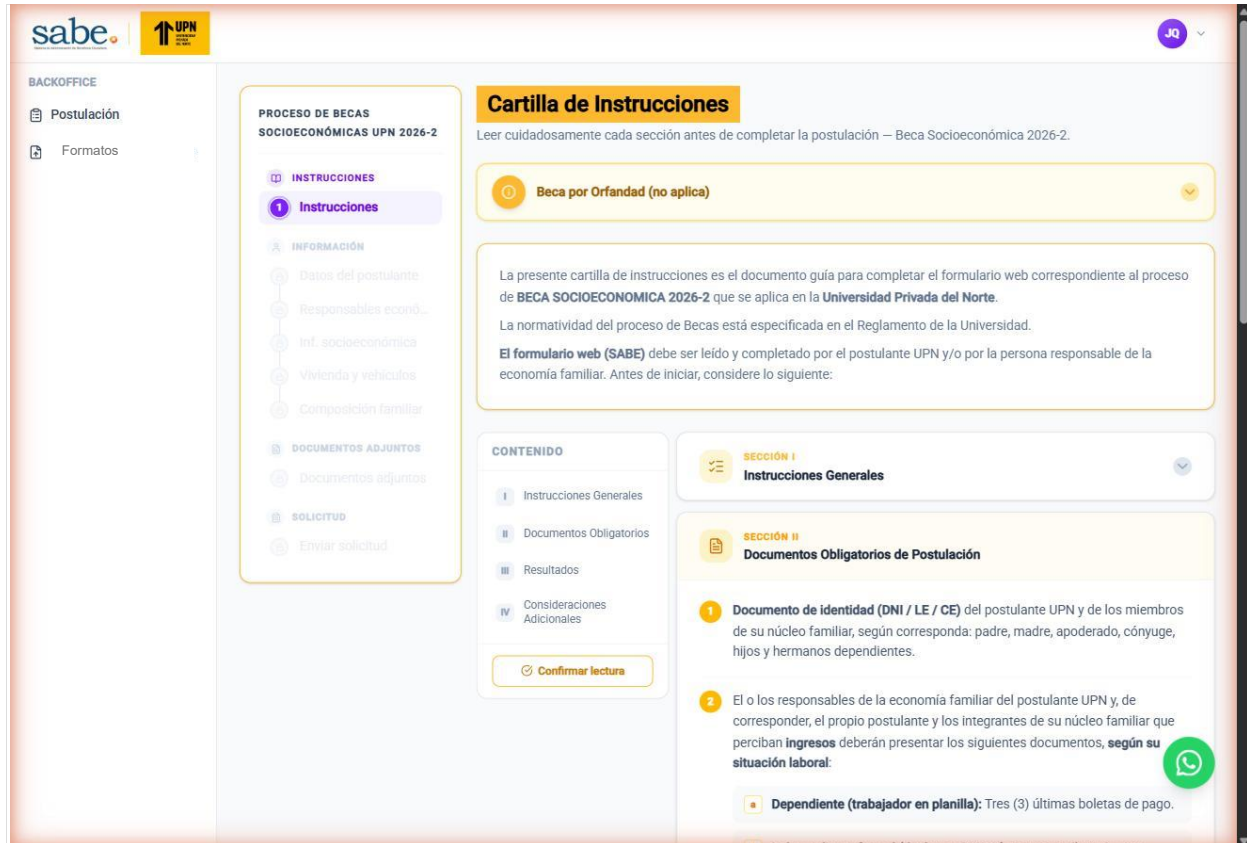 sabe.
UPN
UNIVERSIDAD
PRIVADA
DEL NORTE
JQ
BACKOFFICE
Postulación
Formatos
PROCESO DE BECAS
SOCIOECONÓMICAS UPN 2026-2
INSTRUCCIONES
1 Instrucciones
INFORMACIÓN
Datos del postulante
Responsables econó...
Inf. socioeconómica
Vivienda y vehículos
Composición familiar
DOCUMENTOS ADJUNTOS
Documentos adjuntos
SOLICITUD
Enviar solicitud
Cartilla de Instrucciones
Leer cuidadosamente cada sección antes de completar la postulación — Beca Socioeconómica 2026-2.
Beca por Orfandad (no aplica)
La presente cartilla de instrucciones es el documento guía para completar el formulario web correspondiente al proceso
de BECA SOCIOECONOMICA 2026-2 que se aplica en la Universidad Privada del Norte.
La normatividad del proceso de Becas está especificada en el Reglamento de la Universidad.
El formulario web (SABE) debe ser leído y completado por el postulante UPN y/o por la persona responsable de la
economía familiar. Antes de iniciar, considere lo siguiente:
CONTENIDO
I Instrucciones Generales
II Documentos Obligatorios
III Resultados
IV Consideraciones
Adicionales
Confirmar lectura
SECCIÓN I
Instrucciones Generales
SECCIÓN II
Documentos Obligatorios de Postulación
1 Documento de identidad (DNI / LE / CE) del postulante UPN y de los miembros
de su núcleo familiar, según corresponda: padre, madre, apoderado, cónyuge,
hijos y hermanos dependientes.
2 El o los responsables de la economía familiar del postulante UPN y, de
corresponder, el propio postulante y los integrantes de su núcleo familiar que
perciban ingresos deberán presentar los siguientes documentos, según su
situación laboral:
a Dependiente (trabajador en planilla): Tres (3) últimas boletas de pago.